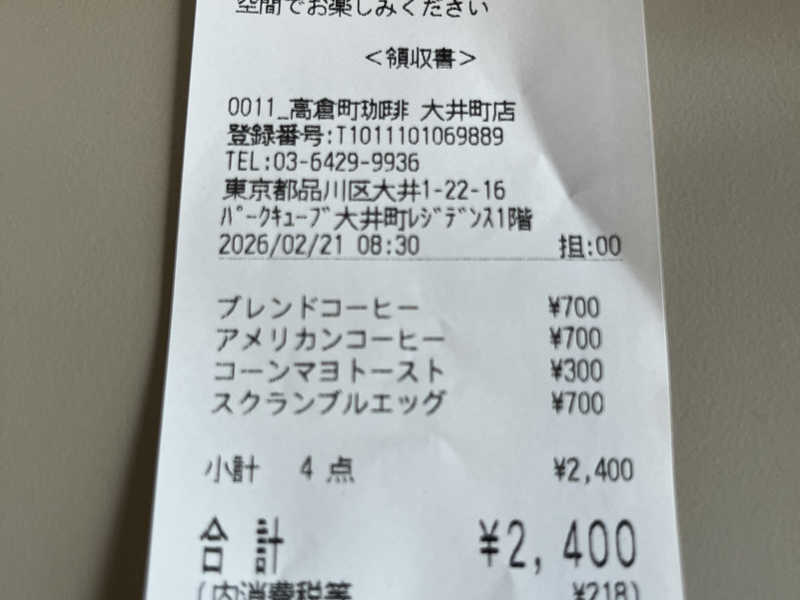 空間でお楽しみください
＜領収書＞
0011_高倉町珈琲 大井町店
登録番号:T1011101069889
TEL:03-6429-9936
東京都品川区大井1-22-16
ﾊﾟｰｸｷｭｰﾌﾞ大井町ﾚｼﾞﾃﾞﾝｽ1階
2026/02/21 08:30 担:00
ブレンドコーヒー ¥700
アメリカンコーヒー ¥700
コーンマヨトースト ¥300
スクランブルエッグ ¥700
小計 4 点 ¥2,400
合計 ¥2,400
(内消費税等 ¥218)